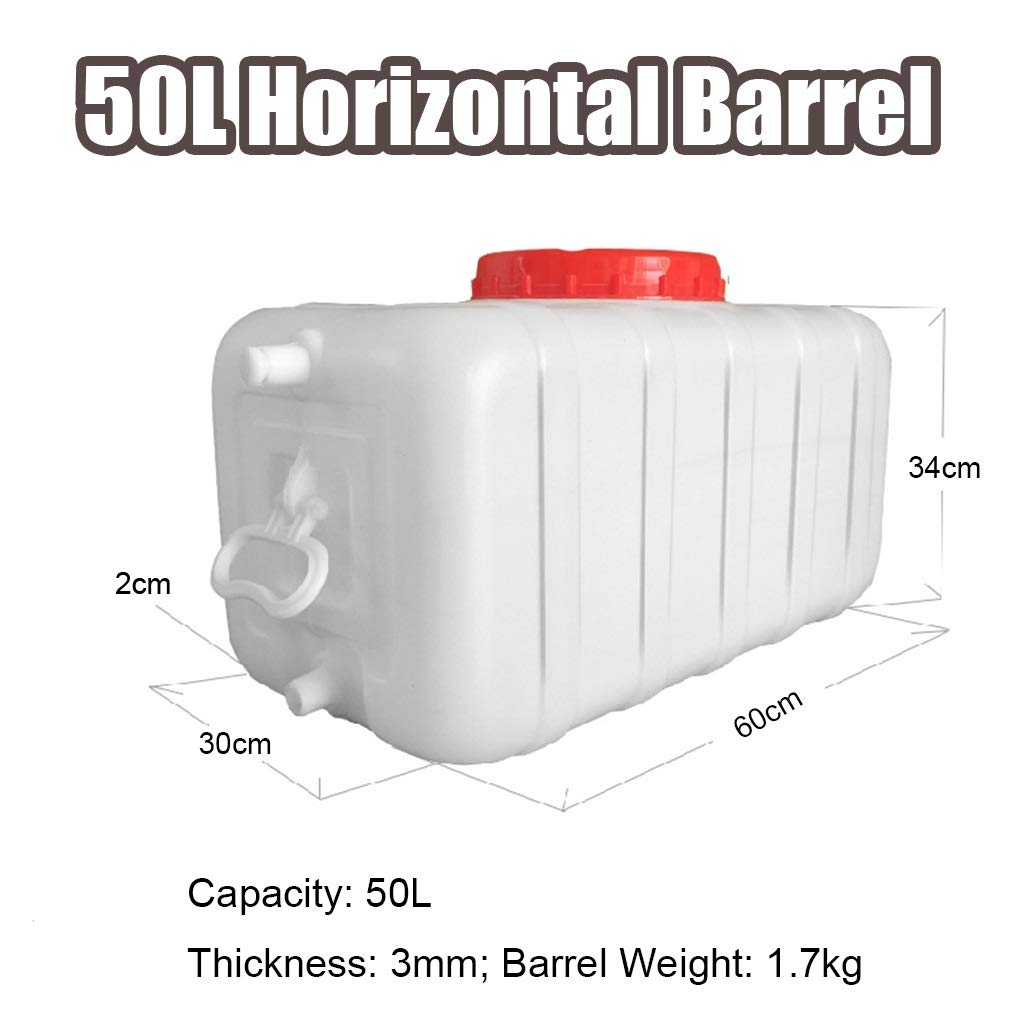 50L Horizontal Barrel
34cm
2cm
60cm
30cm
Capacity: 50L
Thickness: 3mm; Barrel Weight: 1.7kg